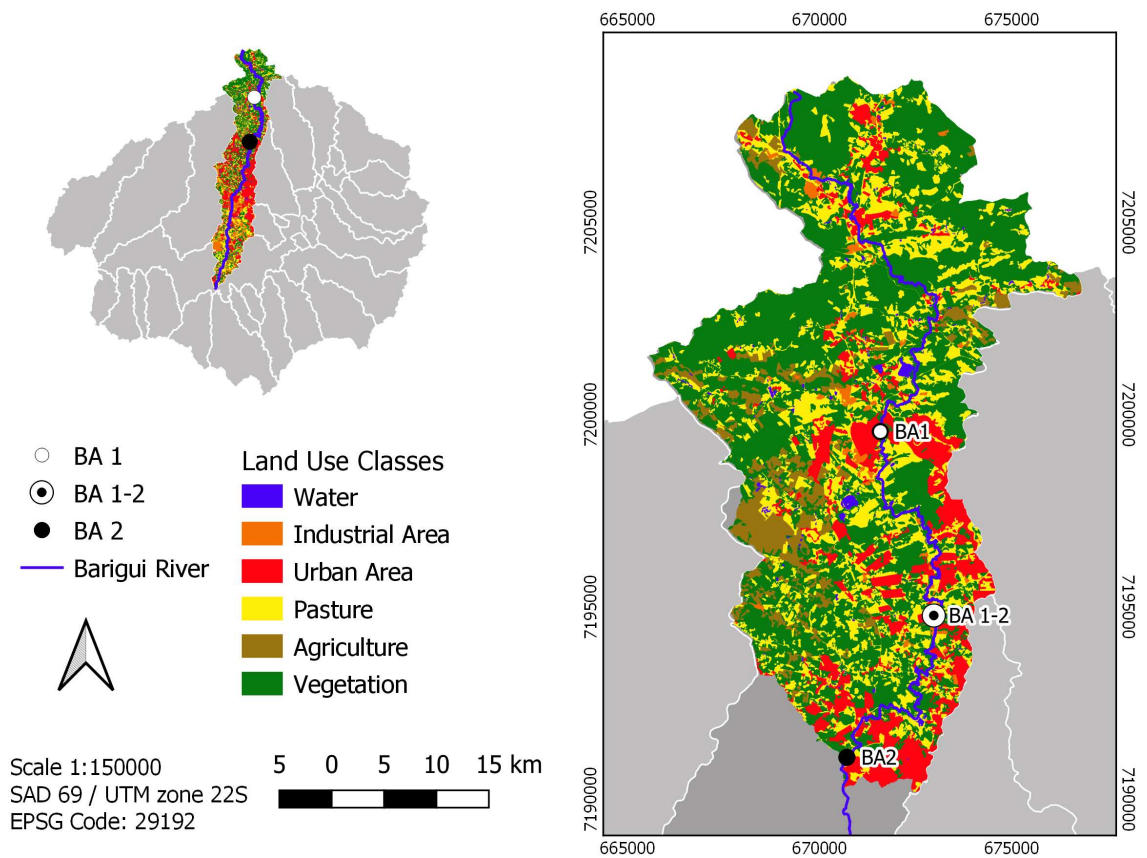 665000 670000 675000
7205000
7205000
7200000
7200000
BA1
7195000
7195000
BA 1-2
BA2
7190000
7190000
665000 670000 675000
BA 1
BA 1-2
BA 2
Barigui River
Land Use Classes
Water
Industrial Area
Urban Area
Pasture
Agriculture
Vegetation
Scale 1:150000
SAD 69 / UTM zone 22S
EPSG Code: 29192
5 0 5 10 15 km